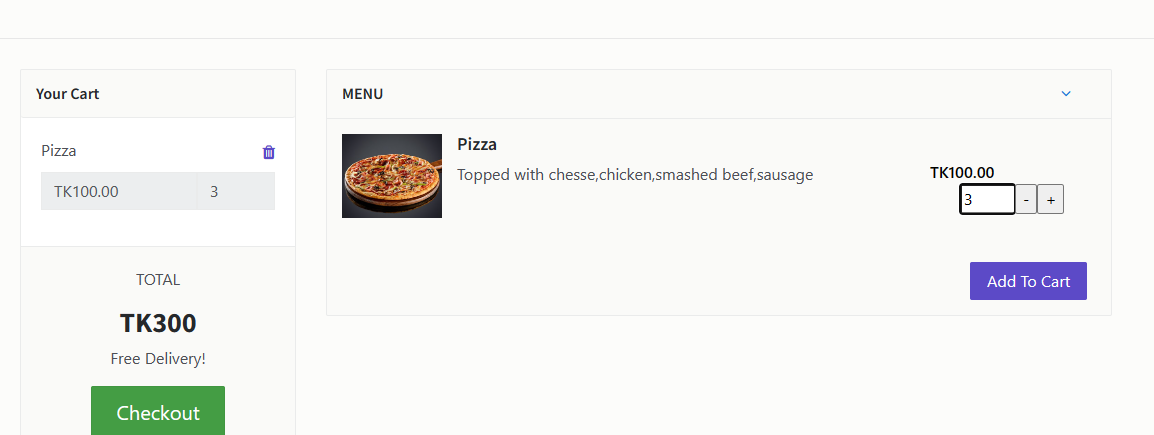 Your Cart
Pizza
TK100.00 3
TOTAL
TK300
Free Delivery!
Checkout
MENU
Pizza
Topped with chesse,chicken,smashed beef,sausage
TK100.00
3 - +
Add To Cart